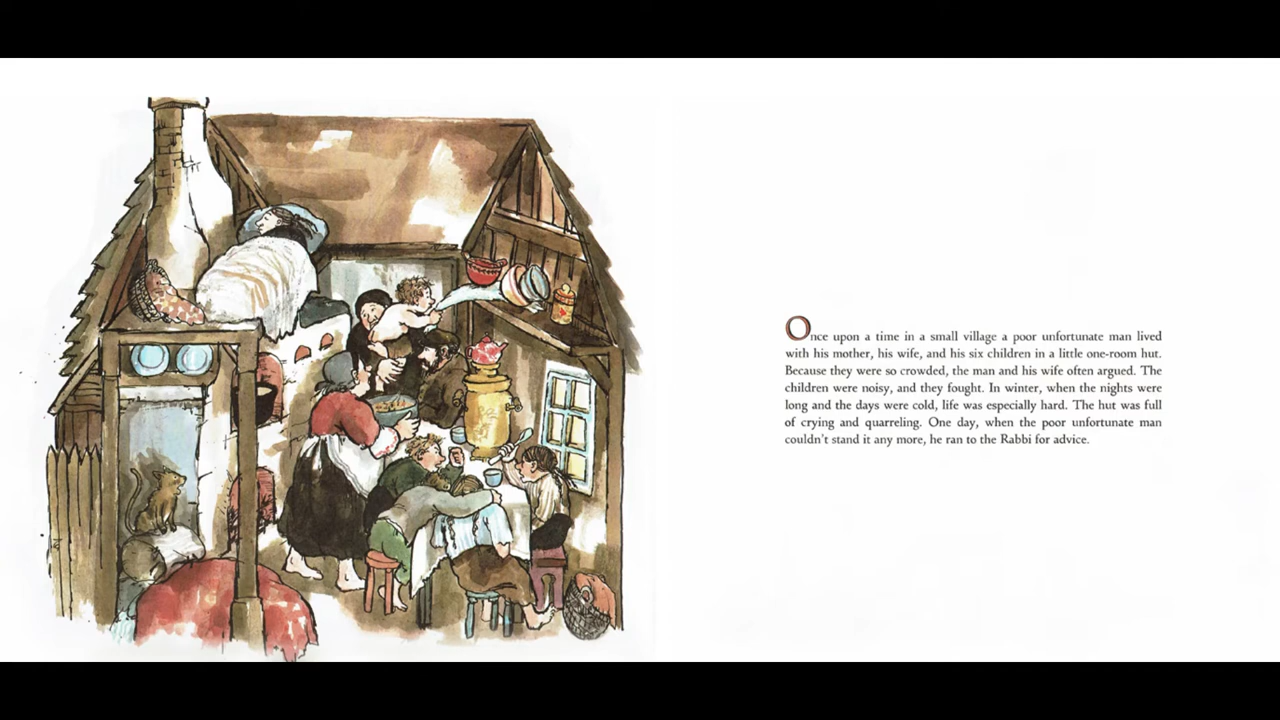 Once upon a time in a small village a poor unfortunate man lived
with his mother, his wife, and his six children in a little one-room hut.
Because they were so crowded, the man and his wife often argued. The
children were noisy, and they fought. In winter, when the nights were
long and the days were cold, life was especially hard. The hut was full
of crying and quarreling. One day, when the poor unfortunate man
couldn't stand it any more, he ran to the Rabbi for advice.